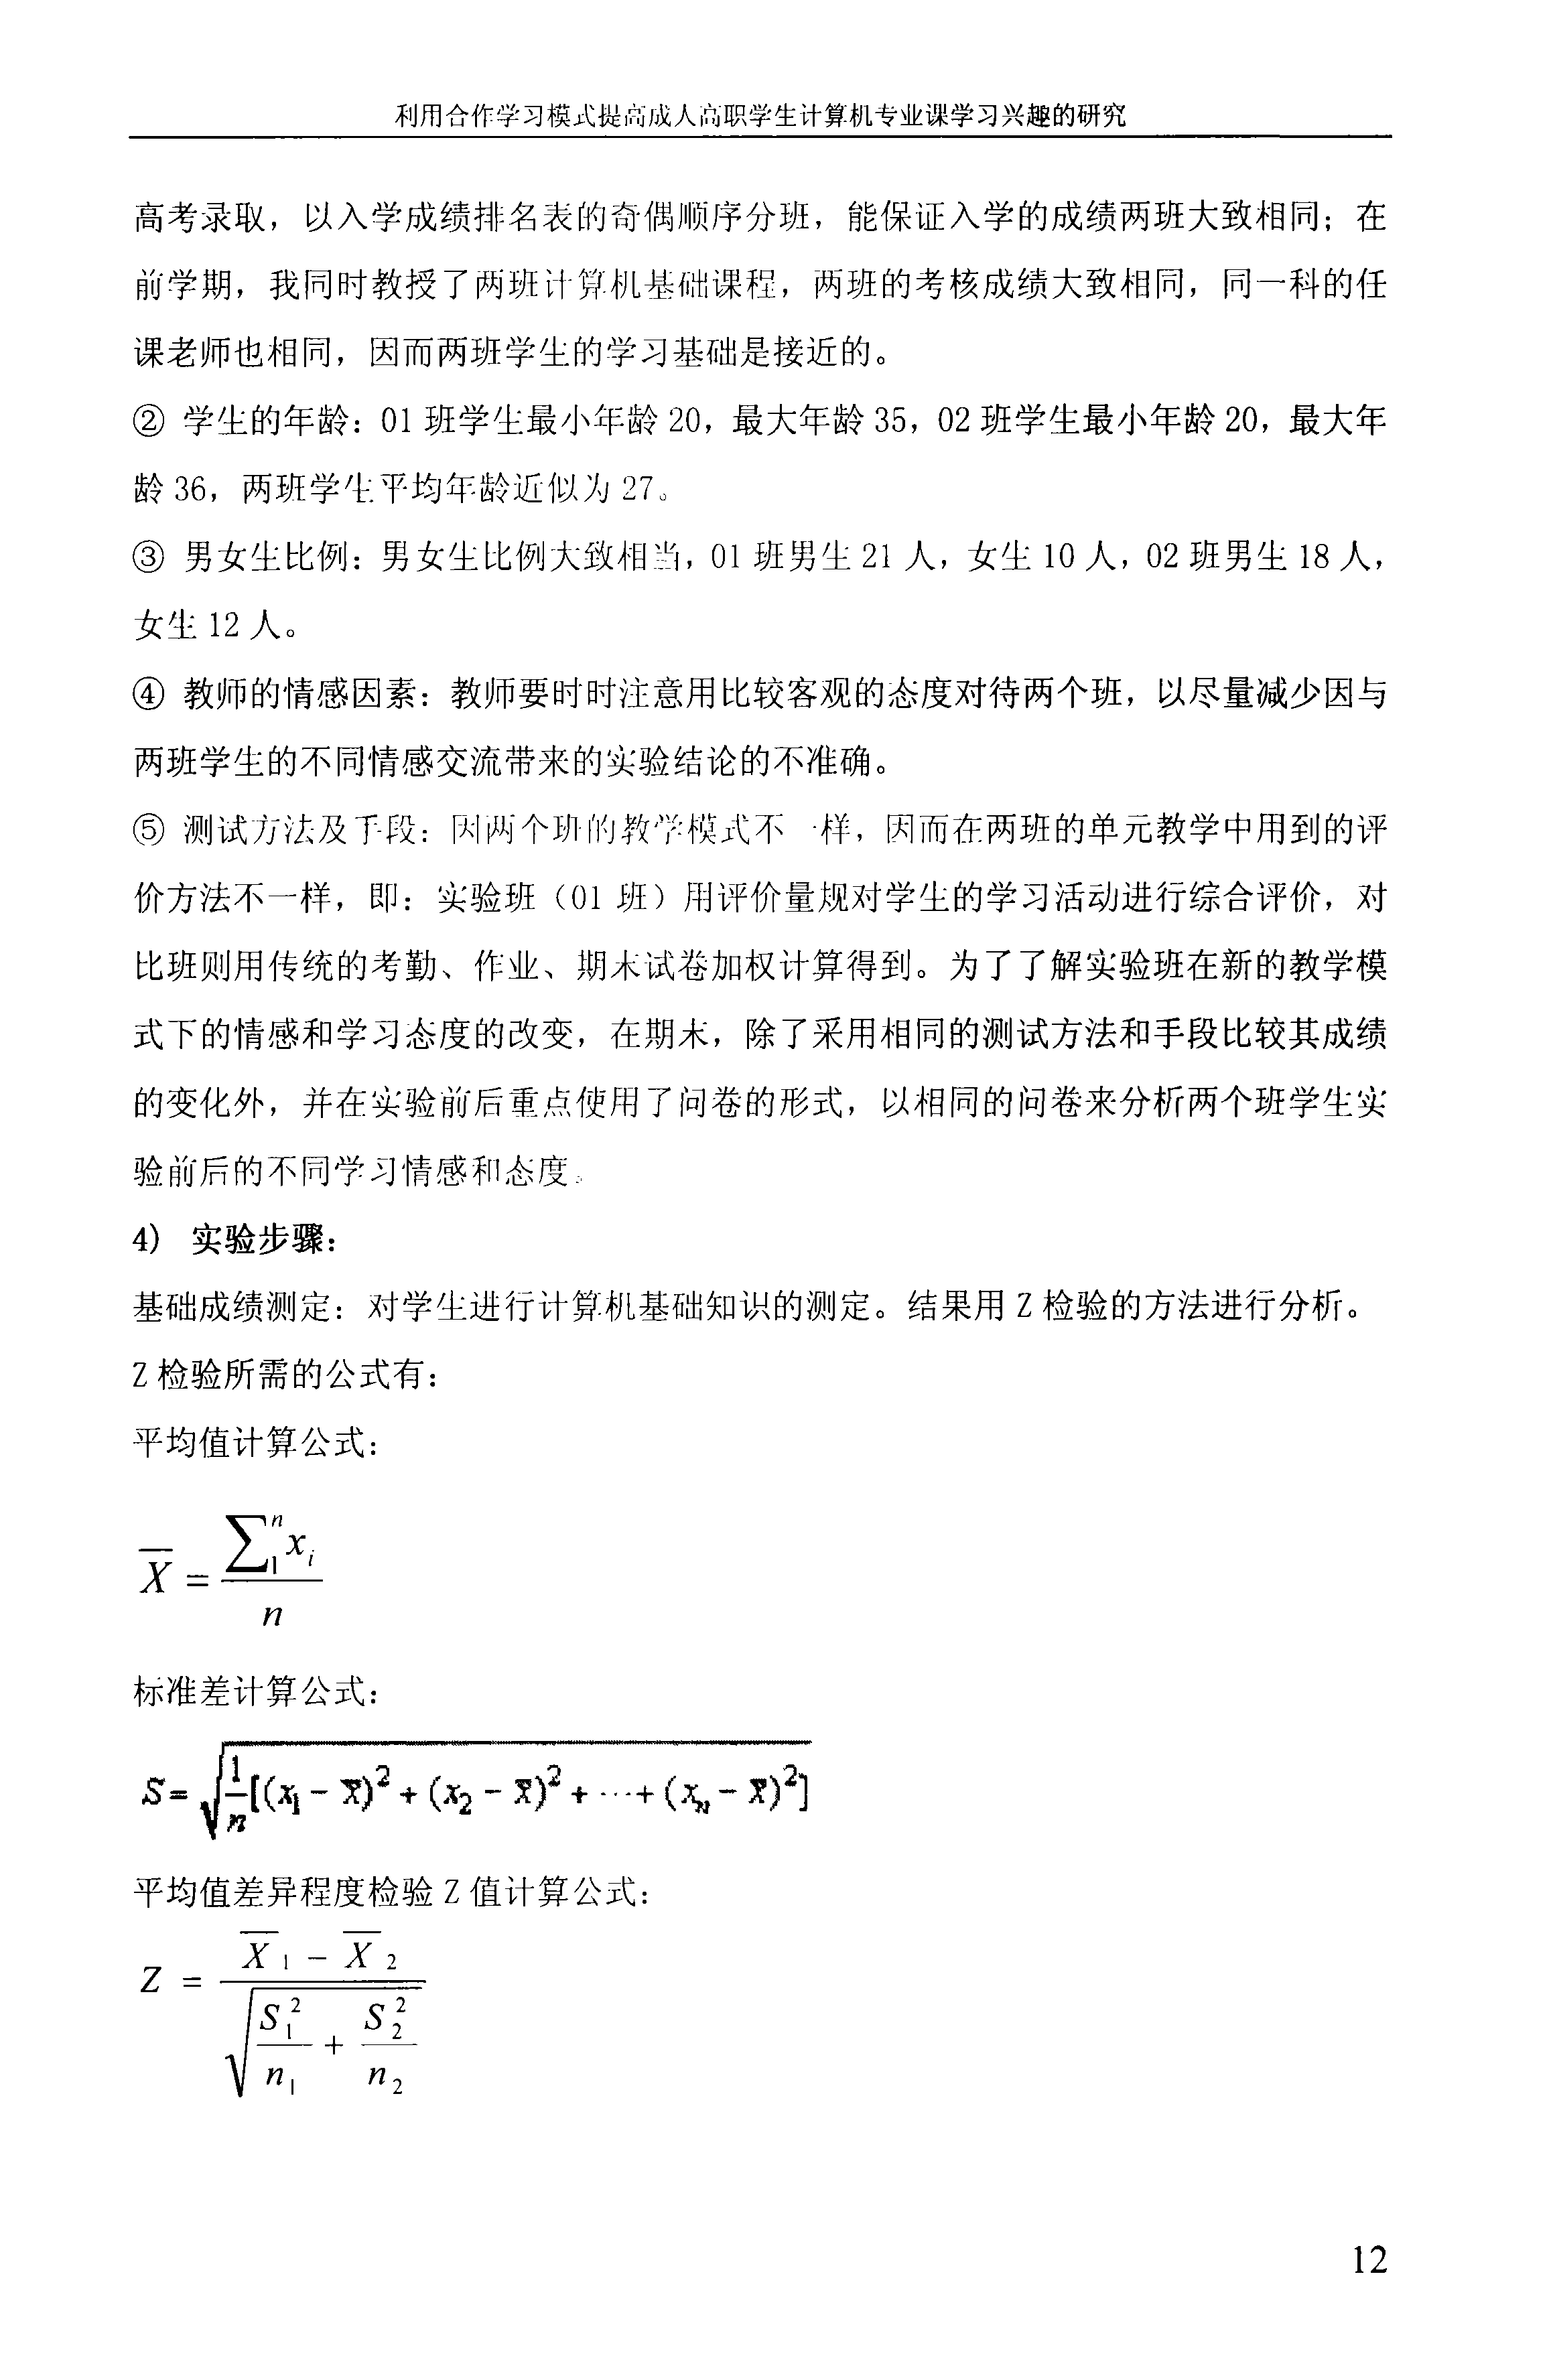 利用合作学习模式提高成人高职学生计算机专业课学习兴趣的研究
高考录取，以入学成绩排名表的奇偶顺序分班，能保证入学的成绩两班大致相同；在
前学期，我同时教授了两班计算机基础课程，两班的考核成绩大致相同，同一科的任
课老师也相同，因而两班学生的学习基础是接近的。
② 学生的年龄：01 班学生最小年龄 20，最大年龄 35，02 班学生最小年龄 20，最大年
龄 36，两班学生平均年龄近似为 27。
③ 男女生比例：男女生比例大致相当，01 班男生 21 人，女生 10 人，02 班男生 18 人，
女生 12 人。
④ 教师的情感因素：教师要时时注意用比较客观的态度对待两个班，以尽量减少因与
两班学生的不同情感交流带来的实验结论的不准确。
⑤ 测试方法及手段：因两个班的教学模式不一样，因而在两班的单元教学中用到的评
价方法不一样，即：实验班（01 班）用评价量规对学生的学习活动进行综合评价，对
比班则用传统的考勤、作业、期末试卷加权计算得到。为了了解实验班在新的教学模
式下的情感和学习态度的改变，在期末，除了采用相同的测试方法和手段比较其成绩
的变化外，并在实验前后重点使用了问卷的形式，以相同的问卷来分析两个班学生实
验前后的不同学习情感和态度。
4） 实验步骤：
基础成绩测定：对学生进行计算机基础知识的测定。结果用 Z 检验的方法进行分析。
Z 检验所需的公式有：
平均值计算公式：
$\overline{X} = \frac{\sum_{1}^{n} x_i}{n}$
标准差计算公式：
$S = \sqrt{\frac{1}{n}[(x_1 - \overline{x})^2 + (x_2 - \overline{x})^2 + \cdots + (x_n - \overline{x})^2]}$
平均值差异程度检验 Z 值计算公式：
$Z = \frac{\overline{X}_1 - \overline{X}_2}{\sqrt{\frac{S_1^2}{n_1} + \frac{S_2^2}{n_2}}}$
12